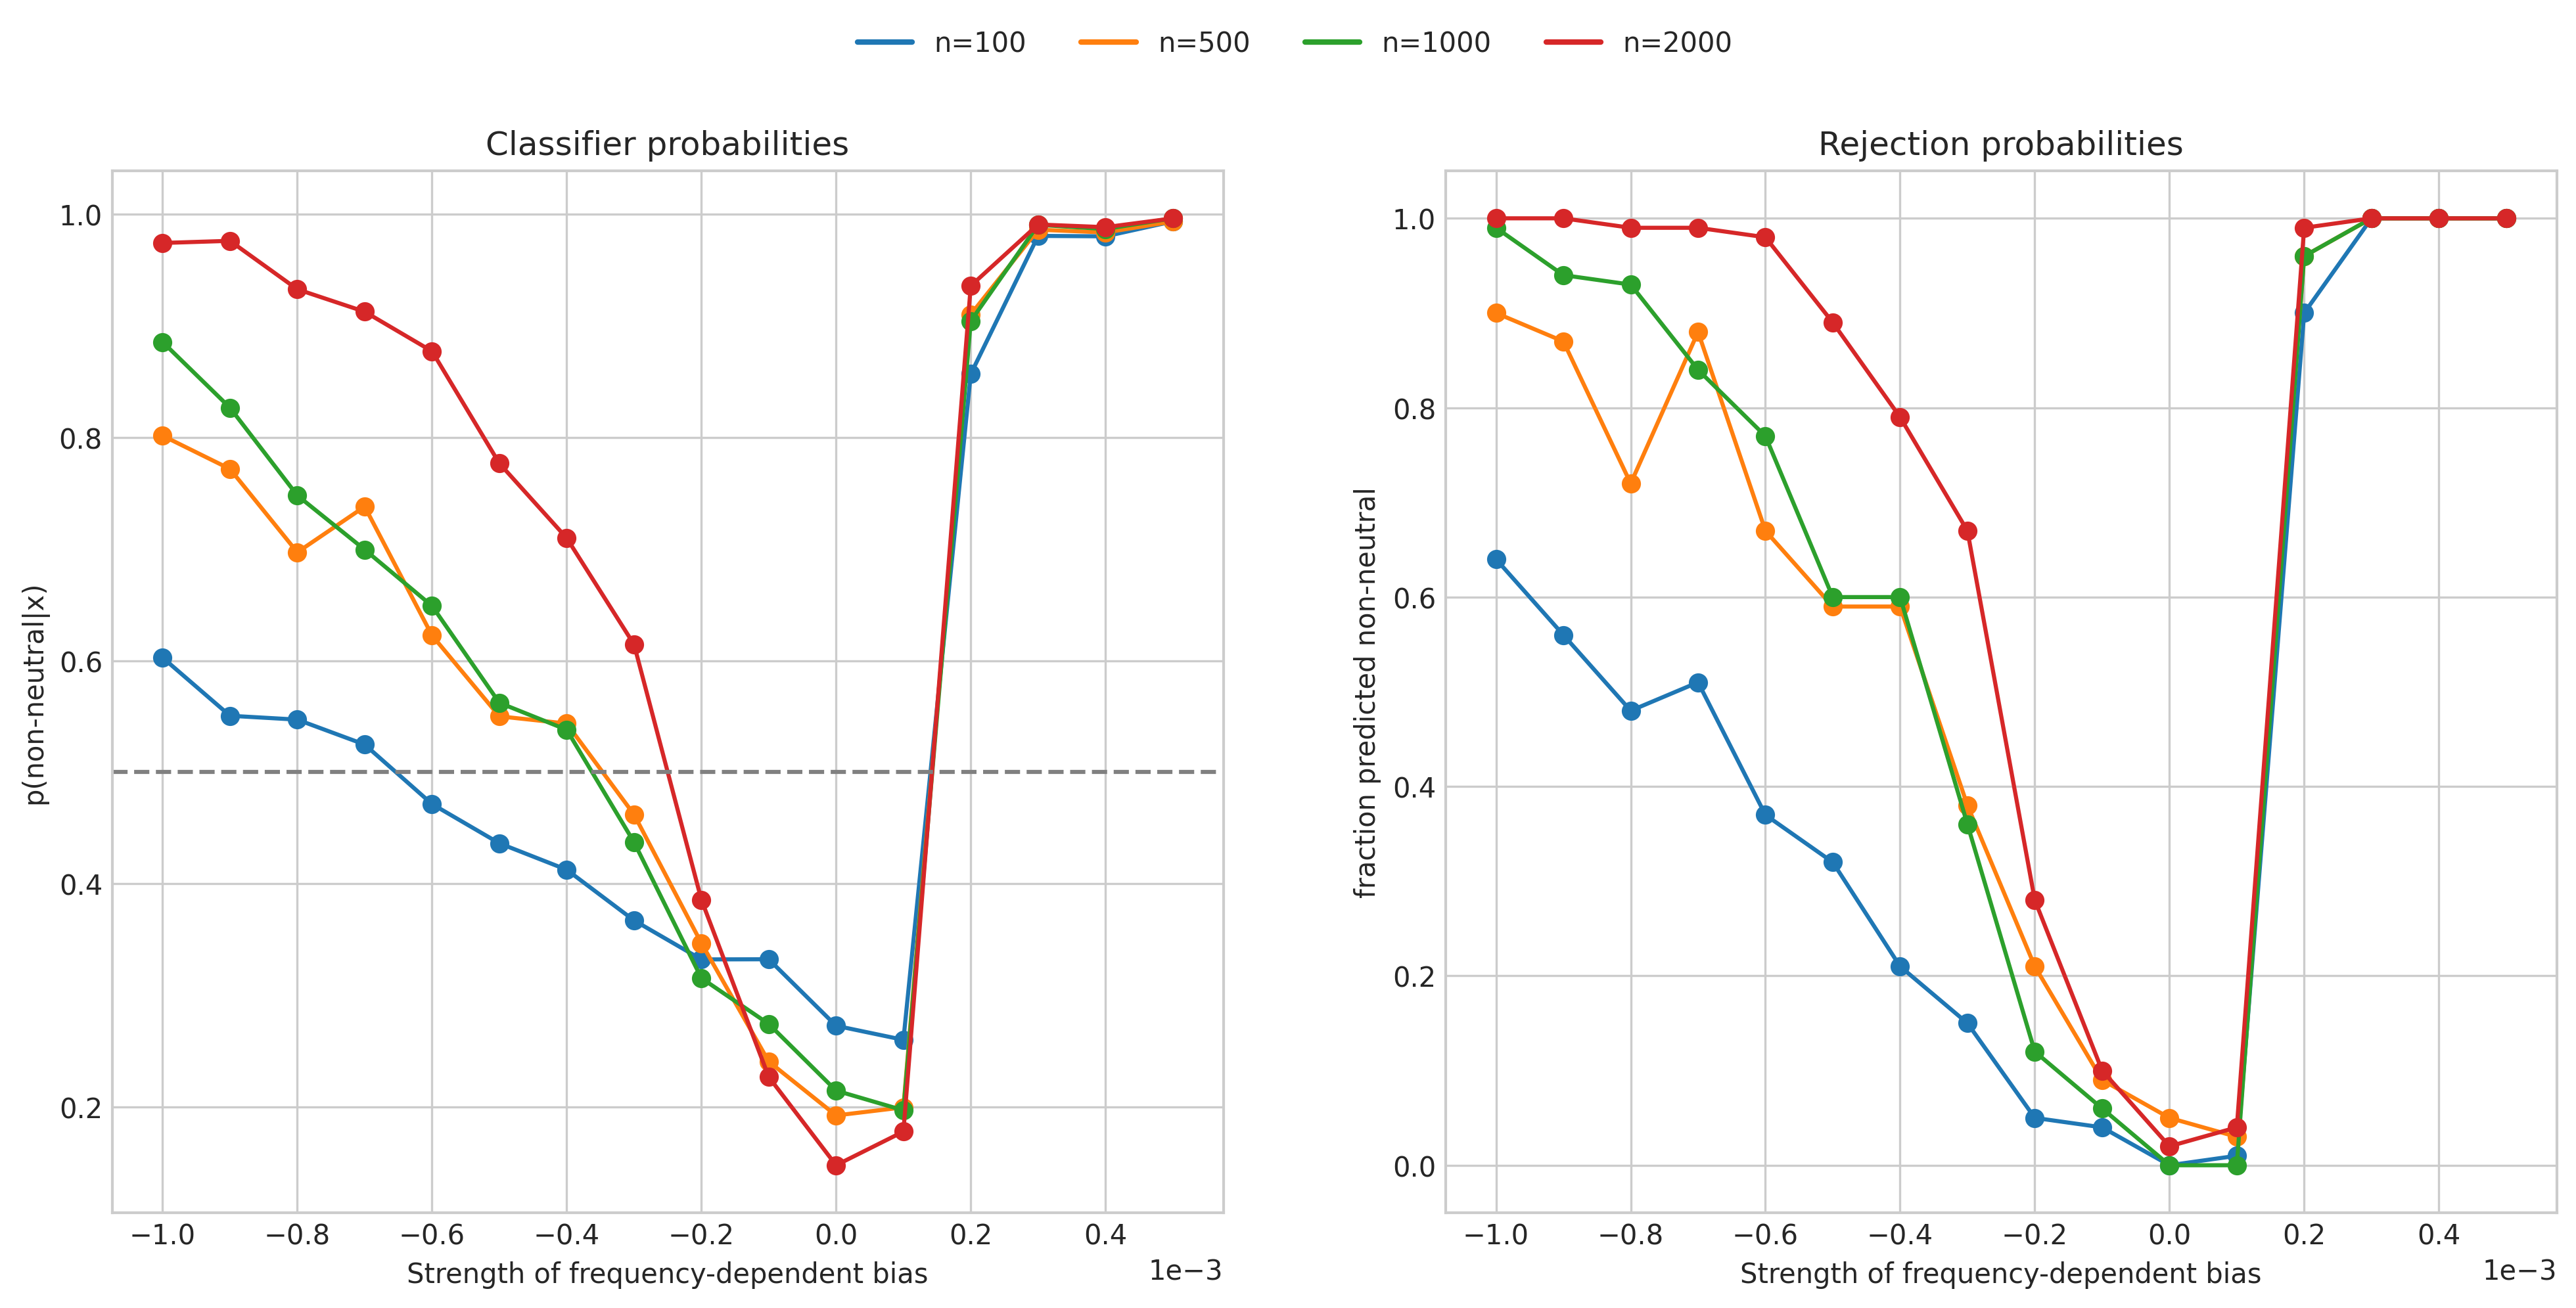 n=100 n=500 n=1000 n=2000
Classifier probabilities
p(non-neutral|x)
1.0
0.8
0.6
0.4
0.2
−1.0 −0.8 −0.6 −0.4 −0.2 0.0 0.2 0.4
1e−3
Strength of frequency-dependent bias
Rejection probabilities
fraction predicted non-neutral
1.0
0.8
0.6
0.4
0.2
0.0
−1.0 −0.8 −0.6 −0.4 −0.2 0.0 0.2 0.4
1e−3
Strength of frequency-dependent bias